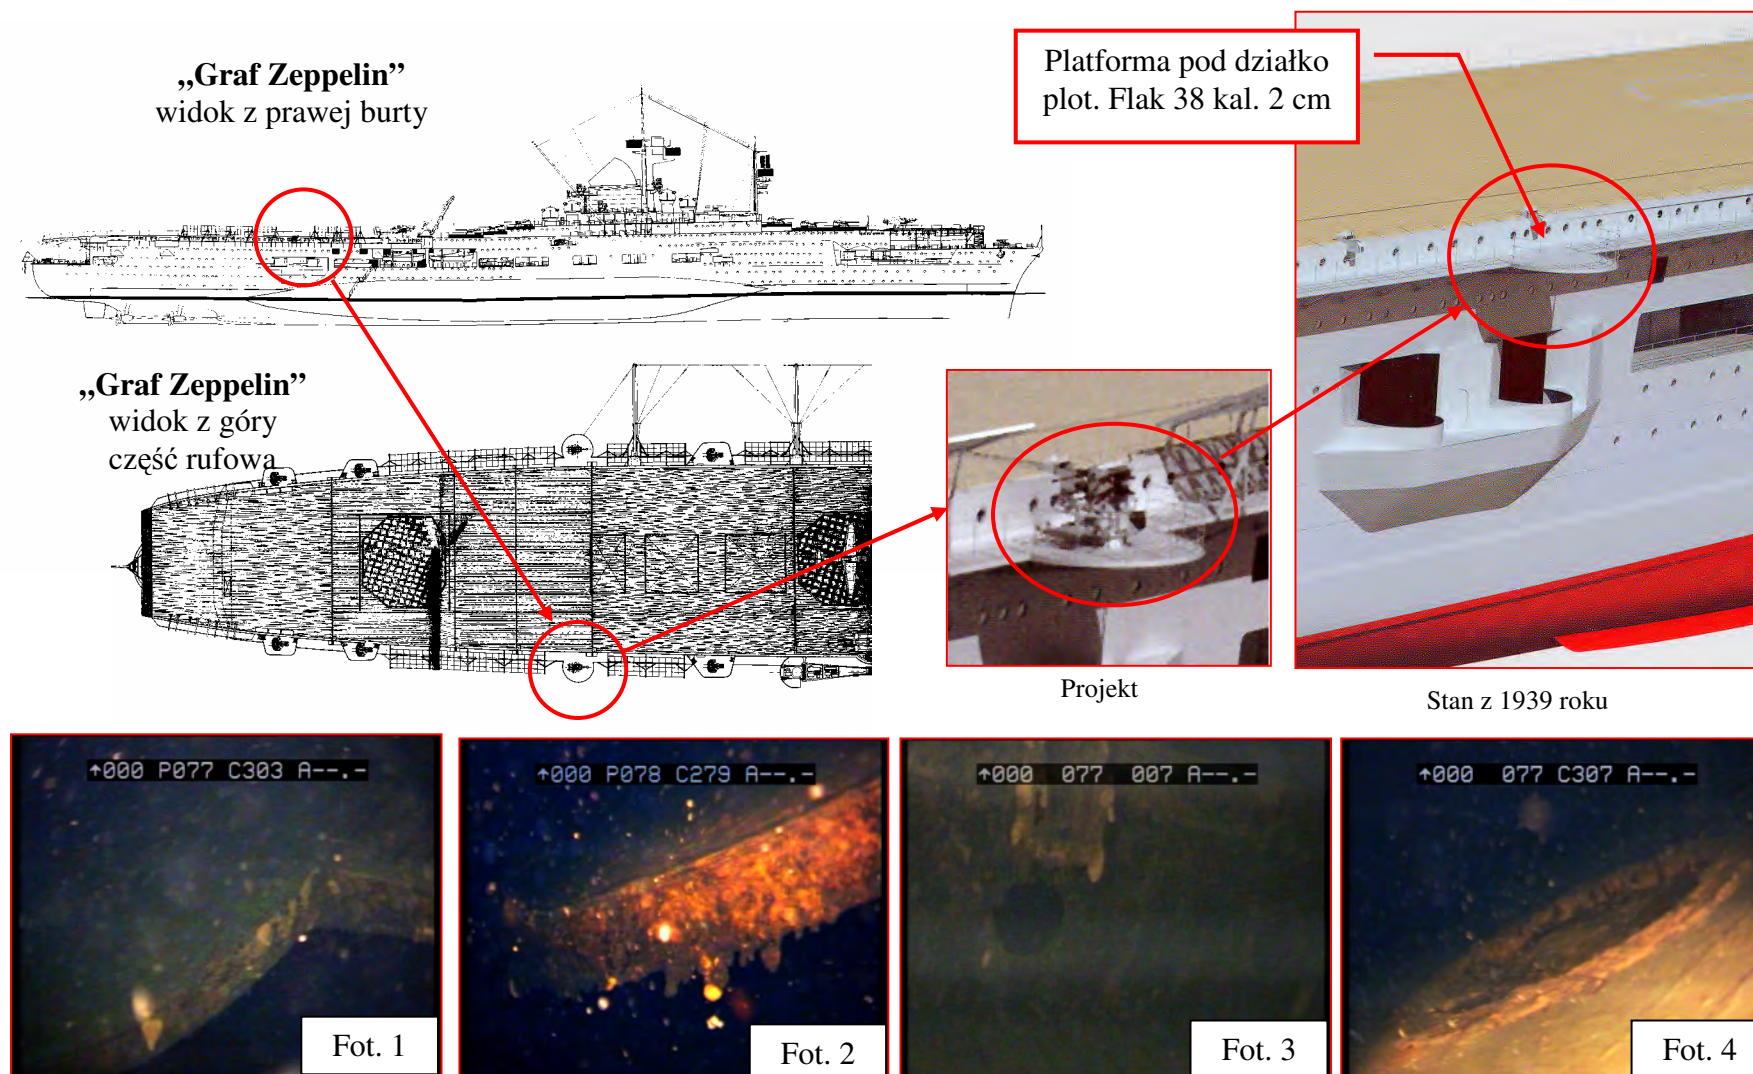 „Graf Zeppelin”
widok z prawej burty
Platforma pod działko
plot. Flak 38 kal. 2 cm
„Graf Zeppelin”
widok z góry
część rufowa
Projekt
Stan z 1939 roku
↑000 P077 C303 A--.-
Fot. 1
↑000 P078 C279 A--.-
Fot. 2
↑000 077 007 A--.-
Fot. 3
↑000 077 C307 A--.-
Fot. 4